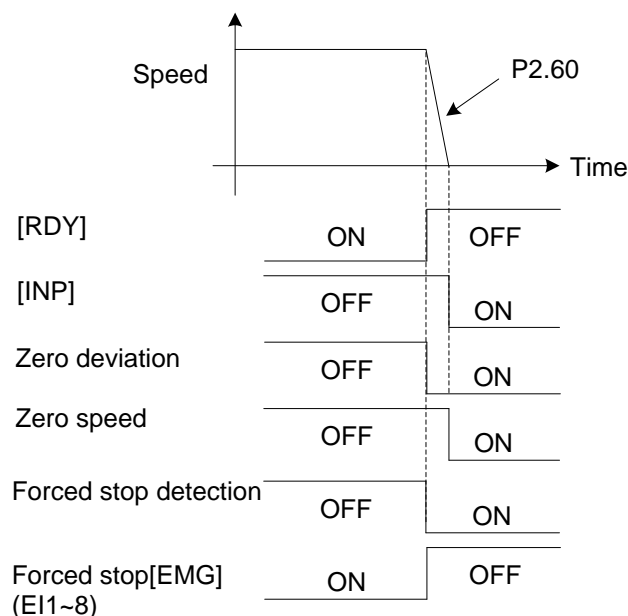 Speed
P2.60
Time
[RDY]
ON
OFF
[INP]
OFF
ON
Zero deviation
OFF
ON
Zero speed
OFF
ON
Forced stop detection
OFF
ON
Forced stop[EMG]
(EI1~8)
ON
OFF